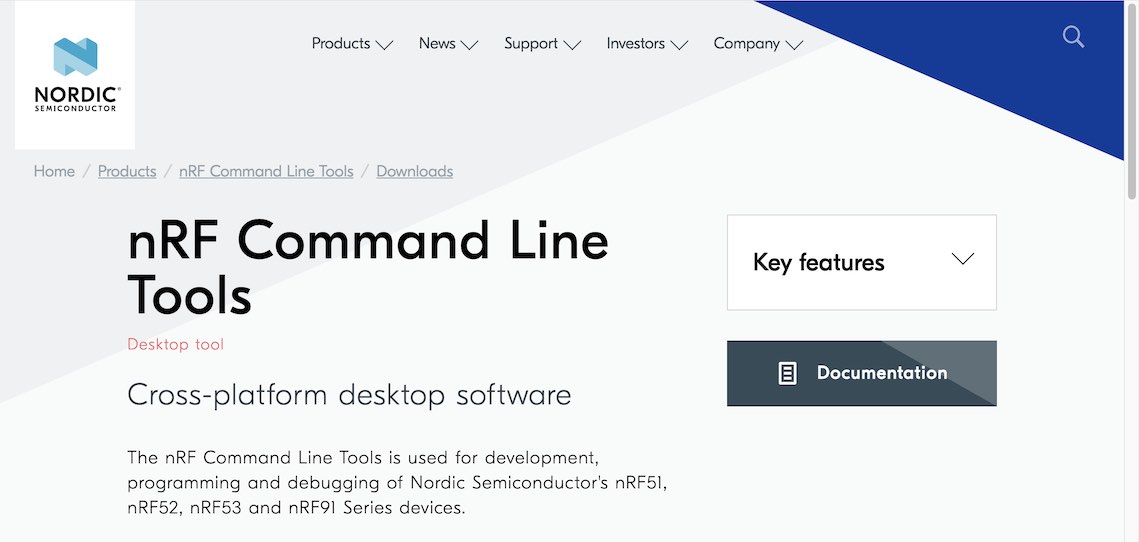 Products News Support Investors Company
NORDIC®
SEMICONDUCTOR
Home / Products / nRF Command Line Tools / Downloads
nRF Command Line
Tools
Desktop tool
Cross-platform desktop software
The nRF Command Line Tools is used for development,
programming and debugging of Nordic Semiconductor's nRF51,
nRF52, nRF53 and nRF91 Series devices.
Key features
Documentation